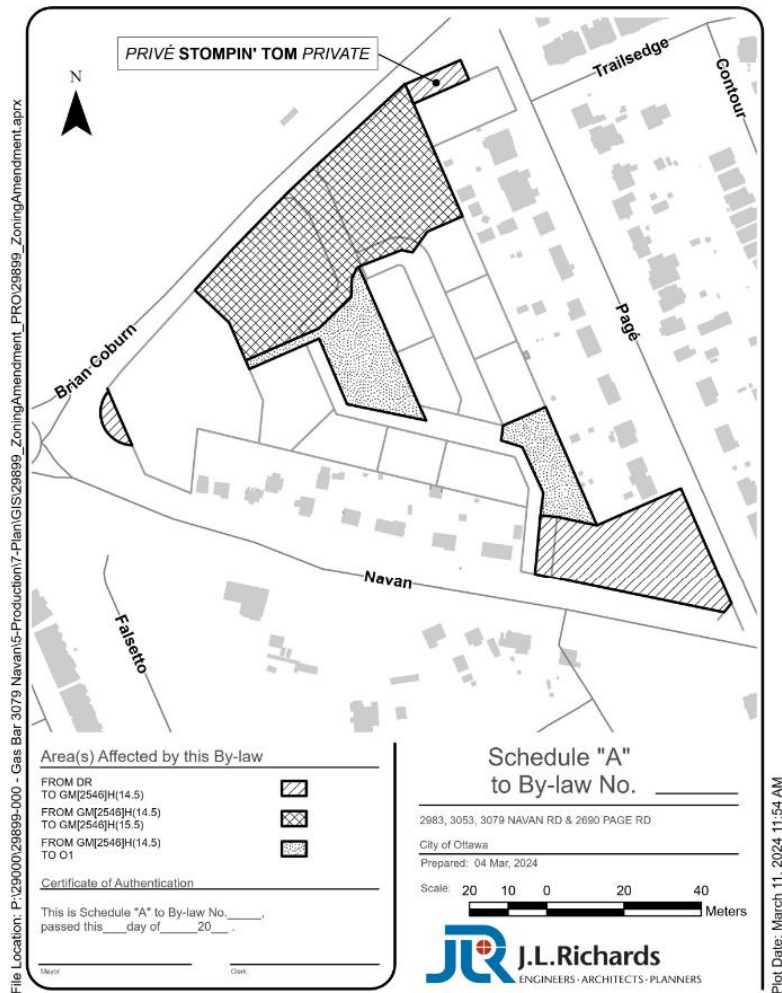 File Location: P:\29000\29899-000 - Gas Bar 3079 Navan\5-Production\7-Plan\GIS\29899_ZoningAmendment_PRO\29899_ZoningAmendment.aprx
PRIVÉ STOMPIN' TOM PRIVATE
N
Trailsedge
Contour
Pagé
Brian-Coburn
Navan
Falsetto
Area(s) Affected by this By-law
FROM DR
TO GM[2546]H(14.5)
FROM GM[2546]H(14.5)
TO GM[2546]H(15.5)
FROM GM[2546]H(14.5)
TO O1
Certificate of Authentication
This is Schedule "A" to By-law No._____,
passed this____day of______20___ .
Mayor
Clerk
Schedule "A"
to By-law No. ________
2983, 3053, 3079 NAVAN RD & 2690 PAGE RD
City of Ottawa
Prepared: 04 Mar, 2024
Scale: 20 10 0 20 40
Meters
JLR J.L.Richards
ENGINEERS · ARCHITECTS · PLANNERS
Plot Date: March 11, 2024 11:54 AM